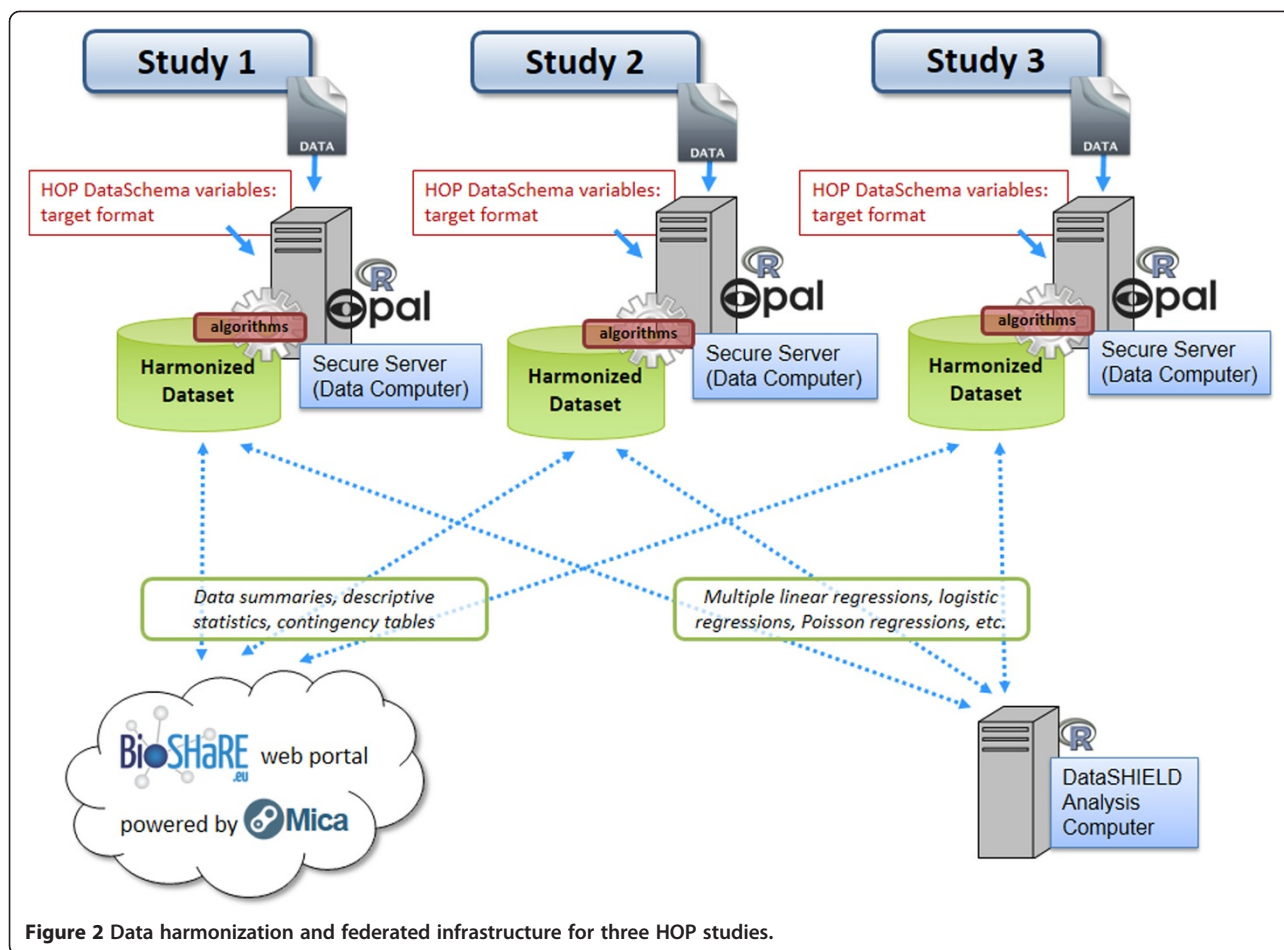 Study 1
Study 2
Study 3
DATA
DATA
DATA
HOP DataSchema variables:
target format
HOP DataSchema variables:
target format
HOP DataSchema variables:
target format
R
opal
R
opal
R
opal
algorithms
algorithms
algorithms
Harmonized
Dataset
Secure Server
(Data Computer)
Harmonized
Dataset
Secure Server
(Data Computer)
Harmonized
Dataset
Secure Server
(Data Computer)
Data summaries, descriptive
statistics, contingency tables
Multiple linear regressions, logistic
regressions, Poisson regressions, etc.
BioSHaRE
.eu
web portal
powered by Mica
R
DataSHIELD
Analysis
Computer
Figure 2 Data harmonization and federated infrastructure for three HOP studies.